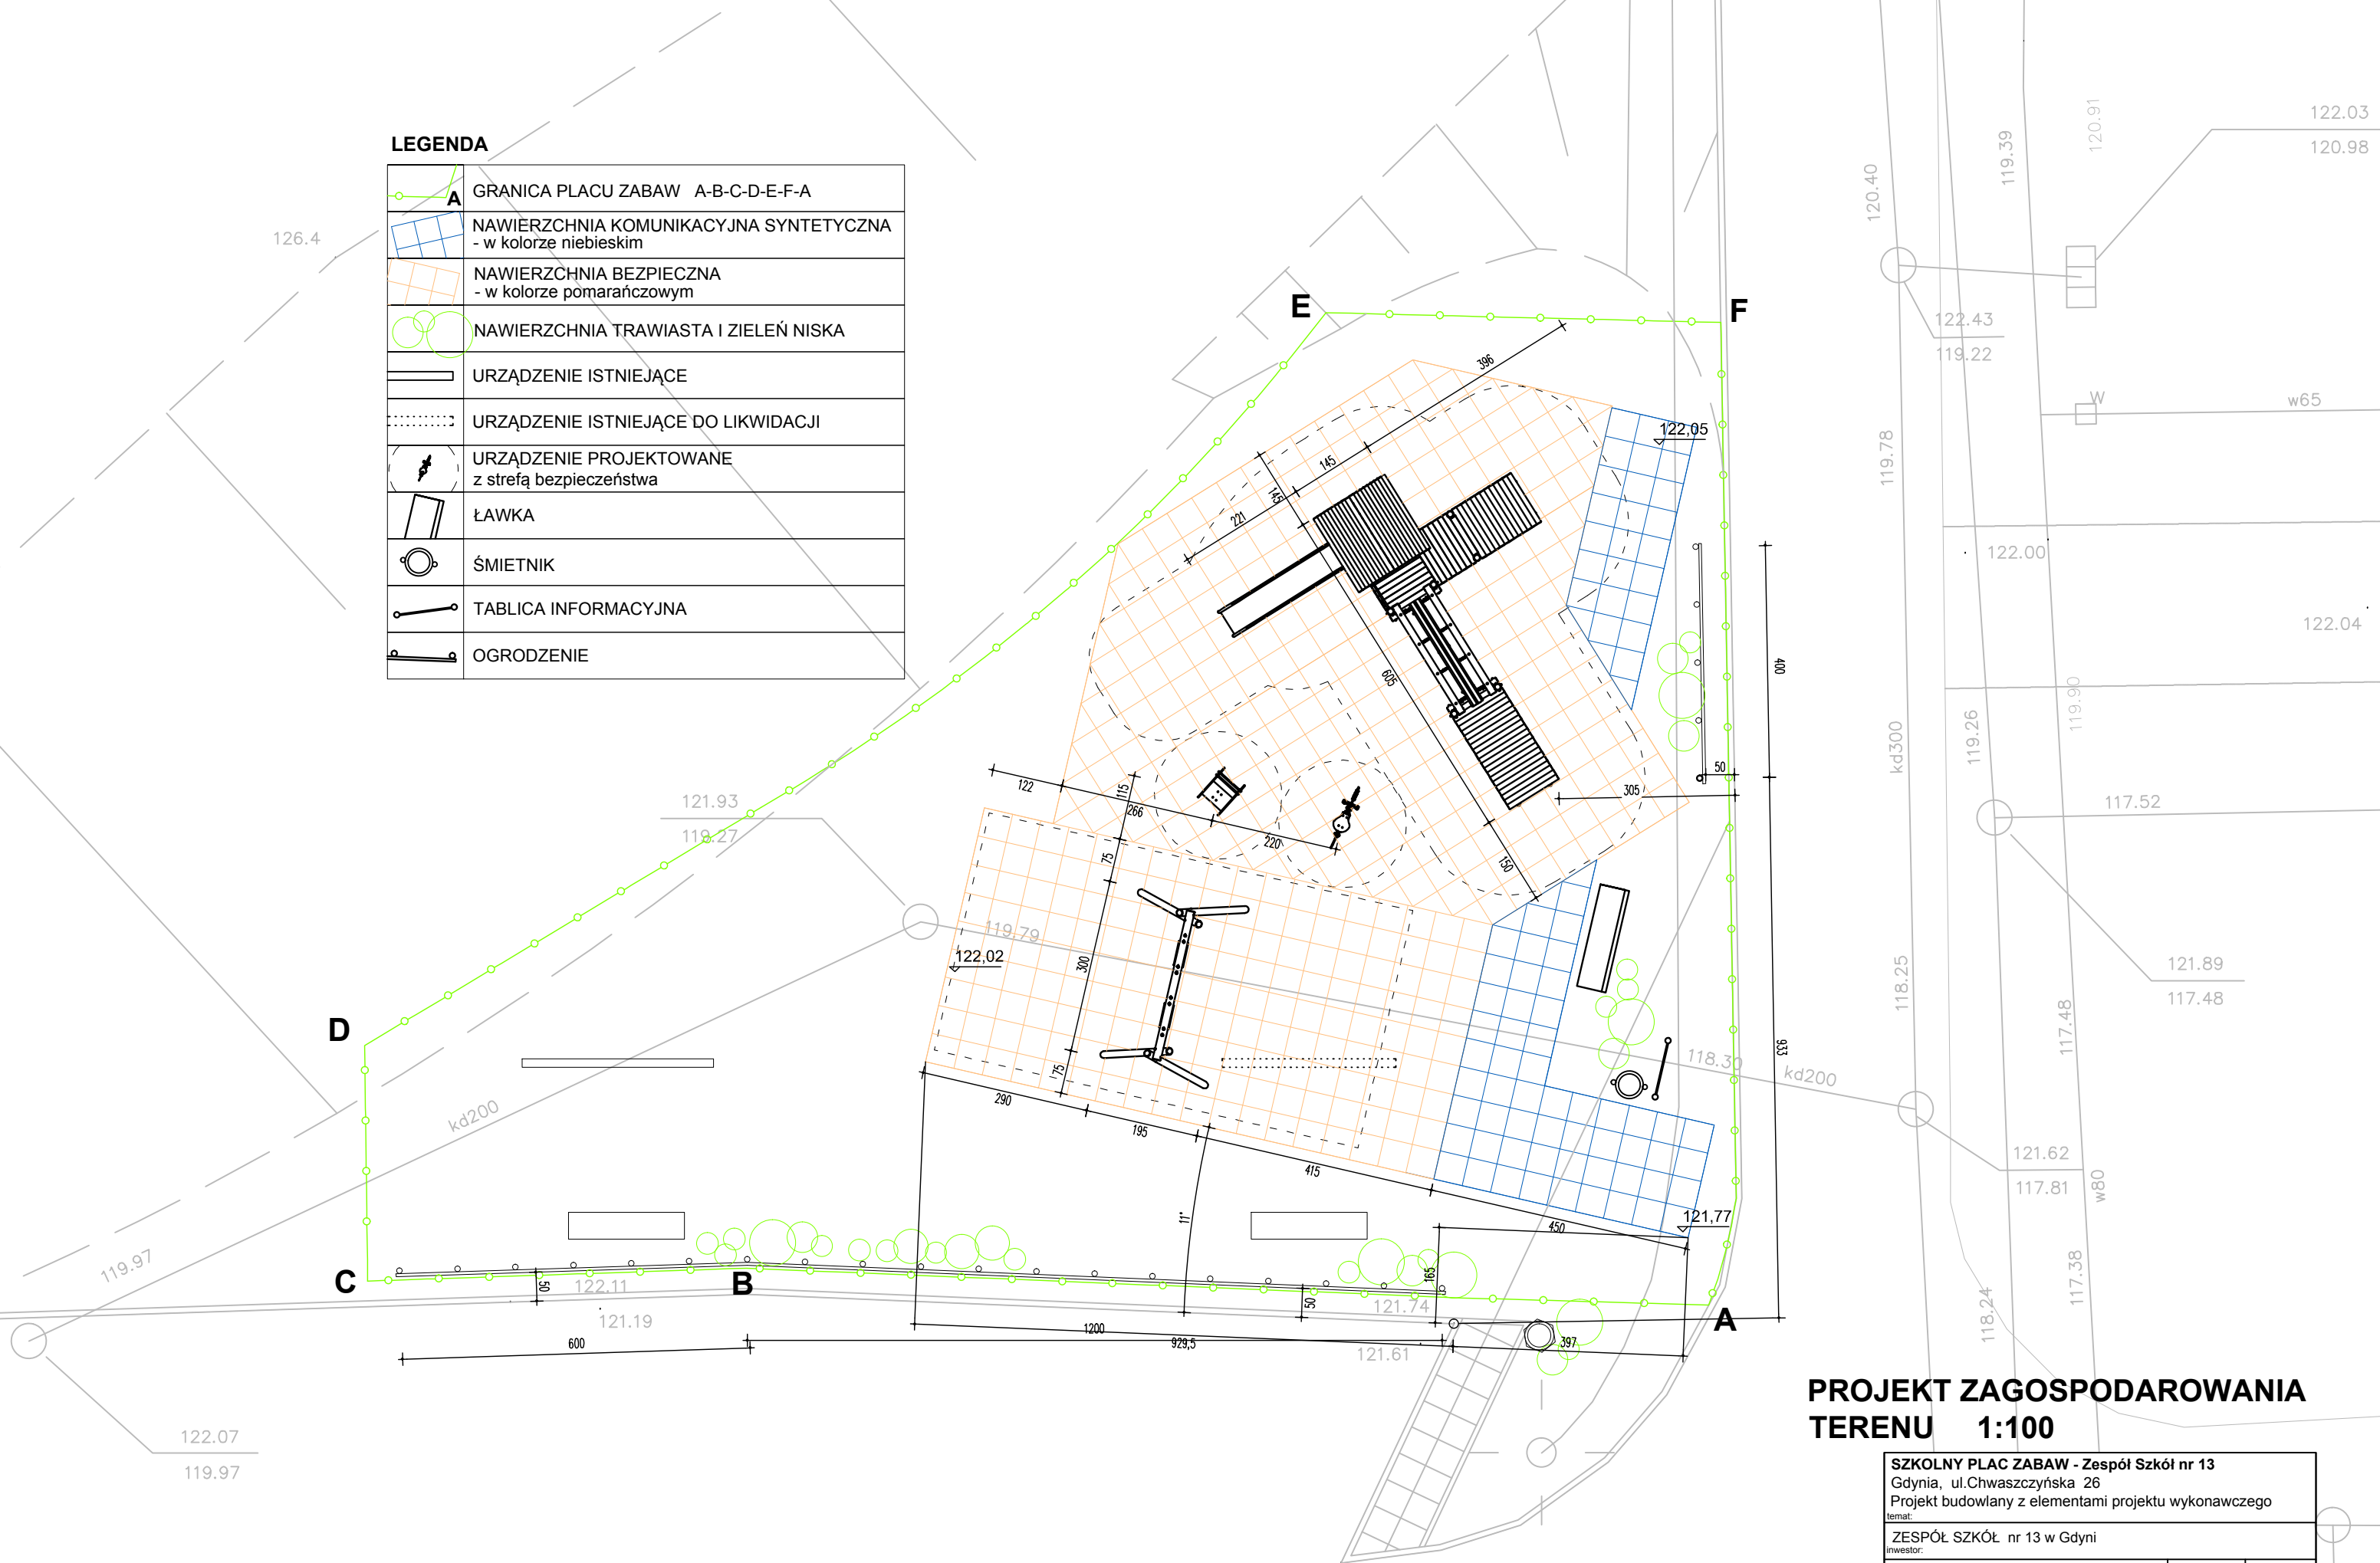 LEGENDA
A
GRANICA PLACU ZABAW   A-B-C-D-E-F-A
NAWIERZCHNIA KOMUNIKACYJNA SYNTETYCZNA
- w kolorze niebieskim
NAWIERZCHNIA BEZPIECZNA
- w kolorze pomarańczowym
NAWIERZCHNIA TRAWIASTA I ZIELEŃ NISKA
URZĄDZENIE ISTNIEJĄCE
URZĄDZENIE ISTNIEJĄCE DO LIKWIDACJI
URZĄDZENIE PROJEKTOWANE
z strefą bezpieczeństwa
ŁAWKA
ŚMIETNIK
TABLICA INFORMACYJNA
OGRODZENIE
126.4
E
F
396
145
145
221
122,05
605
400
50
305
150
122
115
266
220
75
300
75
122,02
290
195
415
450
11°
121,77
165
933
D
C
B
A
50
50
600
1200
929,5
397
121.93
119.27
119.79
kd200
119.97
122.11
121.19
121.74
121.61
122.07
119.97
118.30
kd200
120.40
119.39
120.91
122.03
120.98
122.43
119.22
W
w65
119.78
122.00
122.04
kd300
119.26
119.90
117.52
118.25
117.48
121.89
117.48
121.62
117.81
w80
118.24
117.38
PROJEKT ZAGOSPODAROWANIA
TERENU   1:100
SZKOLNY PLAC ZABAW - Zespół Szkół nr 13
Gdynia,  ul.Chwaszczyńska  26
Projekt budowlany z elementami projektu wykonawczego
temat:
ZESPÓŁ SZKÓŁ  nr 13 w Gdyni
inwestor: